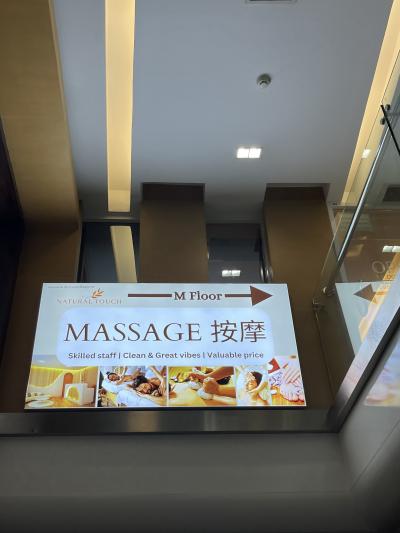 NATURAL TOUCH
M Floor
MASSAGE 按摩
Skilled staff | Clean & Great vibes | Valuable price